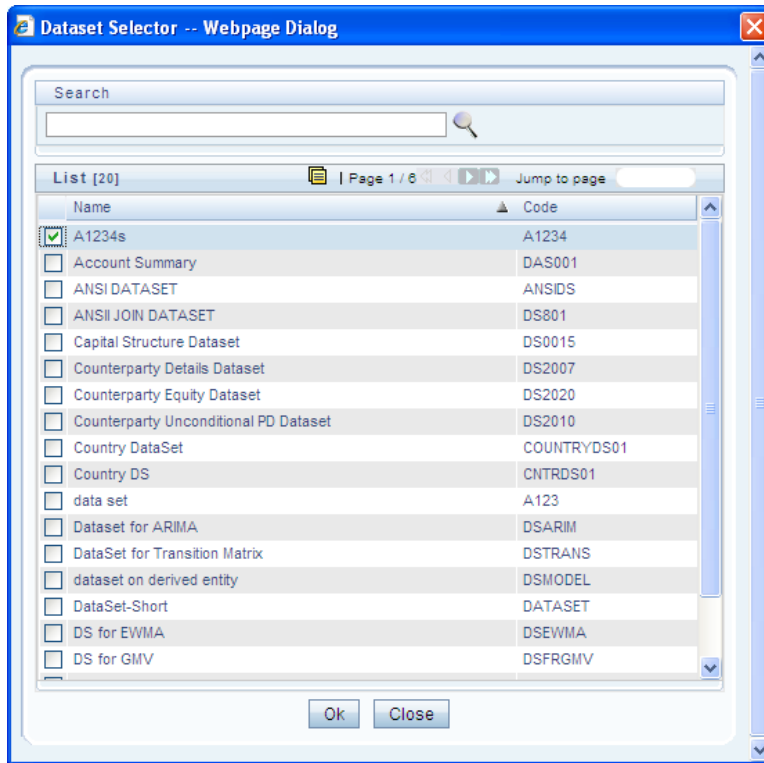 Dataset Selector -- Webpage Dialog
Search
List [20] | Page 1 / 6 Jump to page
Name Code
A1234s A1234
Account Summary DAS001
ANSI DATASET ANSIDS
ANSII JOIN DATASET DS801
Capital Structure Dataset DS0015
Counterparty Details Dataset DS2007
Counterparty Equity Dataset DS2020
Counterparty Unconditional PD Dataset DS2010
Country DataSet COUNTRYDS01
Country DS CNTRDS01
data set A123
Dataset for ARIMA DSARIM
DataSet for Transition Matrix DSTRANS
dataset on derived entity DSMODEL
DataSet-Short DATASET
DS for EWMA DSEWMA
DS for GMV DSFRGMV
Ok Close